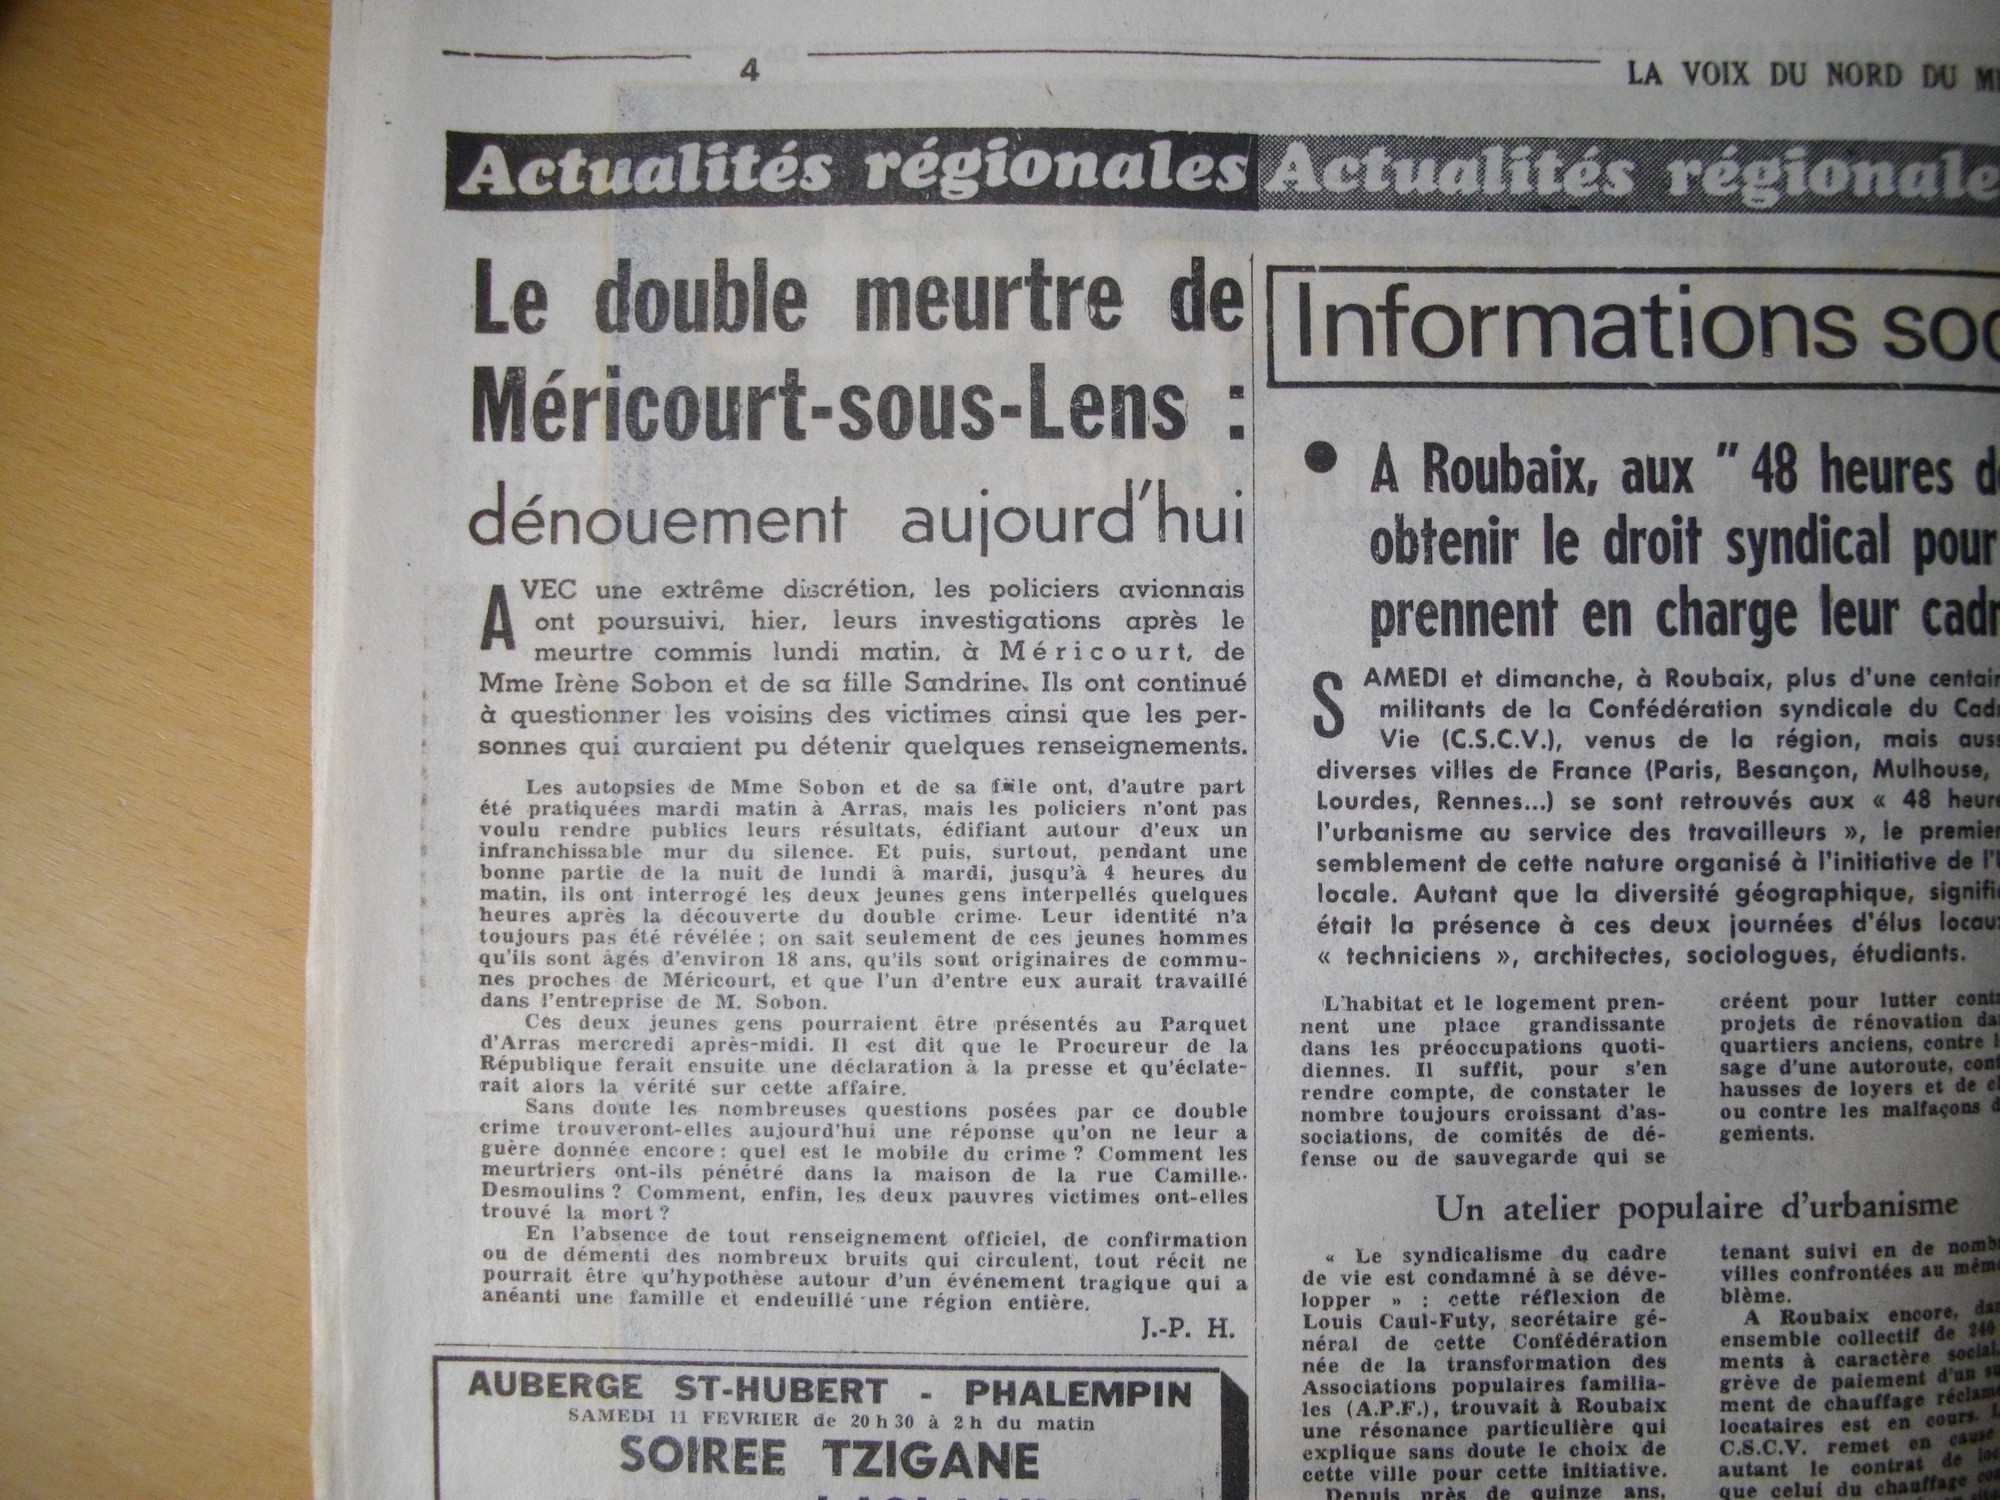 4
LA VOIX DU NORD DU
Actualités régionales Actualités régionale
Le double meurtre de
Méricourt-sous-Lens :
dénouement aujourd'hui
AVEC une extrême discrétion, les policiers avionnais
ont poursuivi, hier, leurs investigations après le
meurtre commis lundi matin, à Méricourt, de
Mme Irène Sobon et de sa fille Sandrine. Ils ont continué
à questionner les voisins des victimes ainsi que les per-
sonnes qui auraient pu détenir quelques renseignements.
Les autopsies de Mme Sobon et de sa fille ont, d'autre part
été pratiquées mardi matin à Arras, mais les policiers n'ont pas
voulu rendre publics leurs résultats, édifiant autour d'eux un
infranchissable mur du silence. Et puis, surtout, pendant une
bonne partie de la nuit de lundi à mardi, jusqu'à 4 heures du
matin, ils ont interrogé les deux jeunes gens interpellés quelques
heures après la découverte du double crime. Leur identité n'a
toujours pas été révélée ; on sait seulement de ces jeunes hommes
qu'ils sont âgés d'environ 18 ans, qu'ils sont originaires de commu-
nes proches de Méricourt, et que l'un d'entre eux aurait travaillé
dans l'entreprise de M. Sobon.
Ces deux jeunes gens pourraient être présentés au Parquet
d'Arras mercredi après-midi. Il est dit que le Procureur de la
République ferait ensuite une déclaration à la presse et qu'éclate-
rait alors la vérité sur cette affaire.
Sans doute les nombreuses questions posées par ce double
crime trouveront-elles aujourd'hui une réponse qu'on ne leur a
guère donnée encore : quel est le mobile du crime ? Comment les
meurtriers ont-ils pénétré dans la maison de la rue Camille-
Desmoulins ? Comment, enfin, les deux pauvres victimes ont-elles
trouvé la mort ?
En l'absence de tout renseignement officiel, de confirmation
ou de démenti des nombreux bruits qui circulent, tout récit ne
pourrait être qu'hypothèse autour d'un événement tragique qui a
anéanti une famille et endeuillé une région entière.
J.-P. H.
AUBERGE ST-HUBERT - PHALEMPIN
SAMEDI 11 FEVRIER de 20 h 30 à 2 h du matin
SOIREE TZIGANE
Informations soc
● A Roubaix, aux " 48 heures d
obtenir le droit syndical pour
prennent en charge leur cadr
SAMEDI et dimanche, à Roubaix, plus d'une centain
militants de la Confédération syndicale du Cad
Vie (C.S.C.V.), venus de la région, mais auss
diverses villes de France (Paris, Besançon, Mulhouse,
Lourdes, Rennes...) se sont retrouvés aux « 48 heure
l'urbanisme au service des travailleurs », le premier
semblement de cette nature organisé à l'initiative de l'
locale. Autant que la diversité géographique, signifi
était la présence à ces deux journées d'élus locau
« techniciens », architectes, sociologues, étudiants.
L'habitat et le logement pren-
nent une place grandissante
dans les préoccupations quoti-
diennes. Il suffit, pour s'en
rendre compte, de constater le
nombre toujours croissant d'as-
sociations, de comités de dé-
fense ou de sauvegarde qui se
créent pour lutter cont
projets de rénovation da
quartiers anciens, contre l
sage d'une autoroute, con
hausses de loyers et de c
ou contre les malfaçons d
gements.
Un atelier populaire d'urbanisme
« Le syndicalisme du cadre
de vie est condamné à se déve-
lopper » : cette réflexion de
Louis Caul-Futy, secrétaire gé-
néral de cette Confédération
née de la transformation des
Associations populaires familia-
les (A.P.F.), trouvait à Roubaix
une résonance particulière qui
explique sans doute le choix de
cette ville pour cette initiative.
Depuis près de quinze ans,
tenant suivi en de nomb
villes confrontées au mêm
blème.
A Roubaix encore, da
ensemble collectif de 240
ments à caractère social
grève de paiement d'un
ment de chauffage réclam
locataires est en cours.
C.S.C.V. remet en cause
autant le contrat de lo
que celui du chauffage